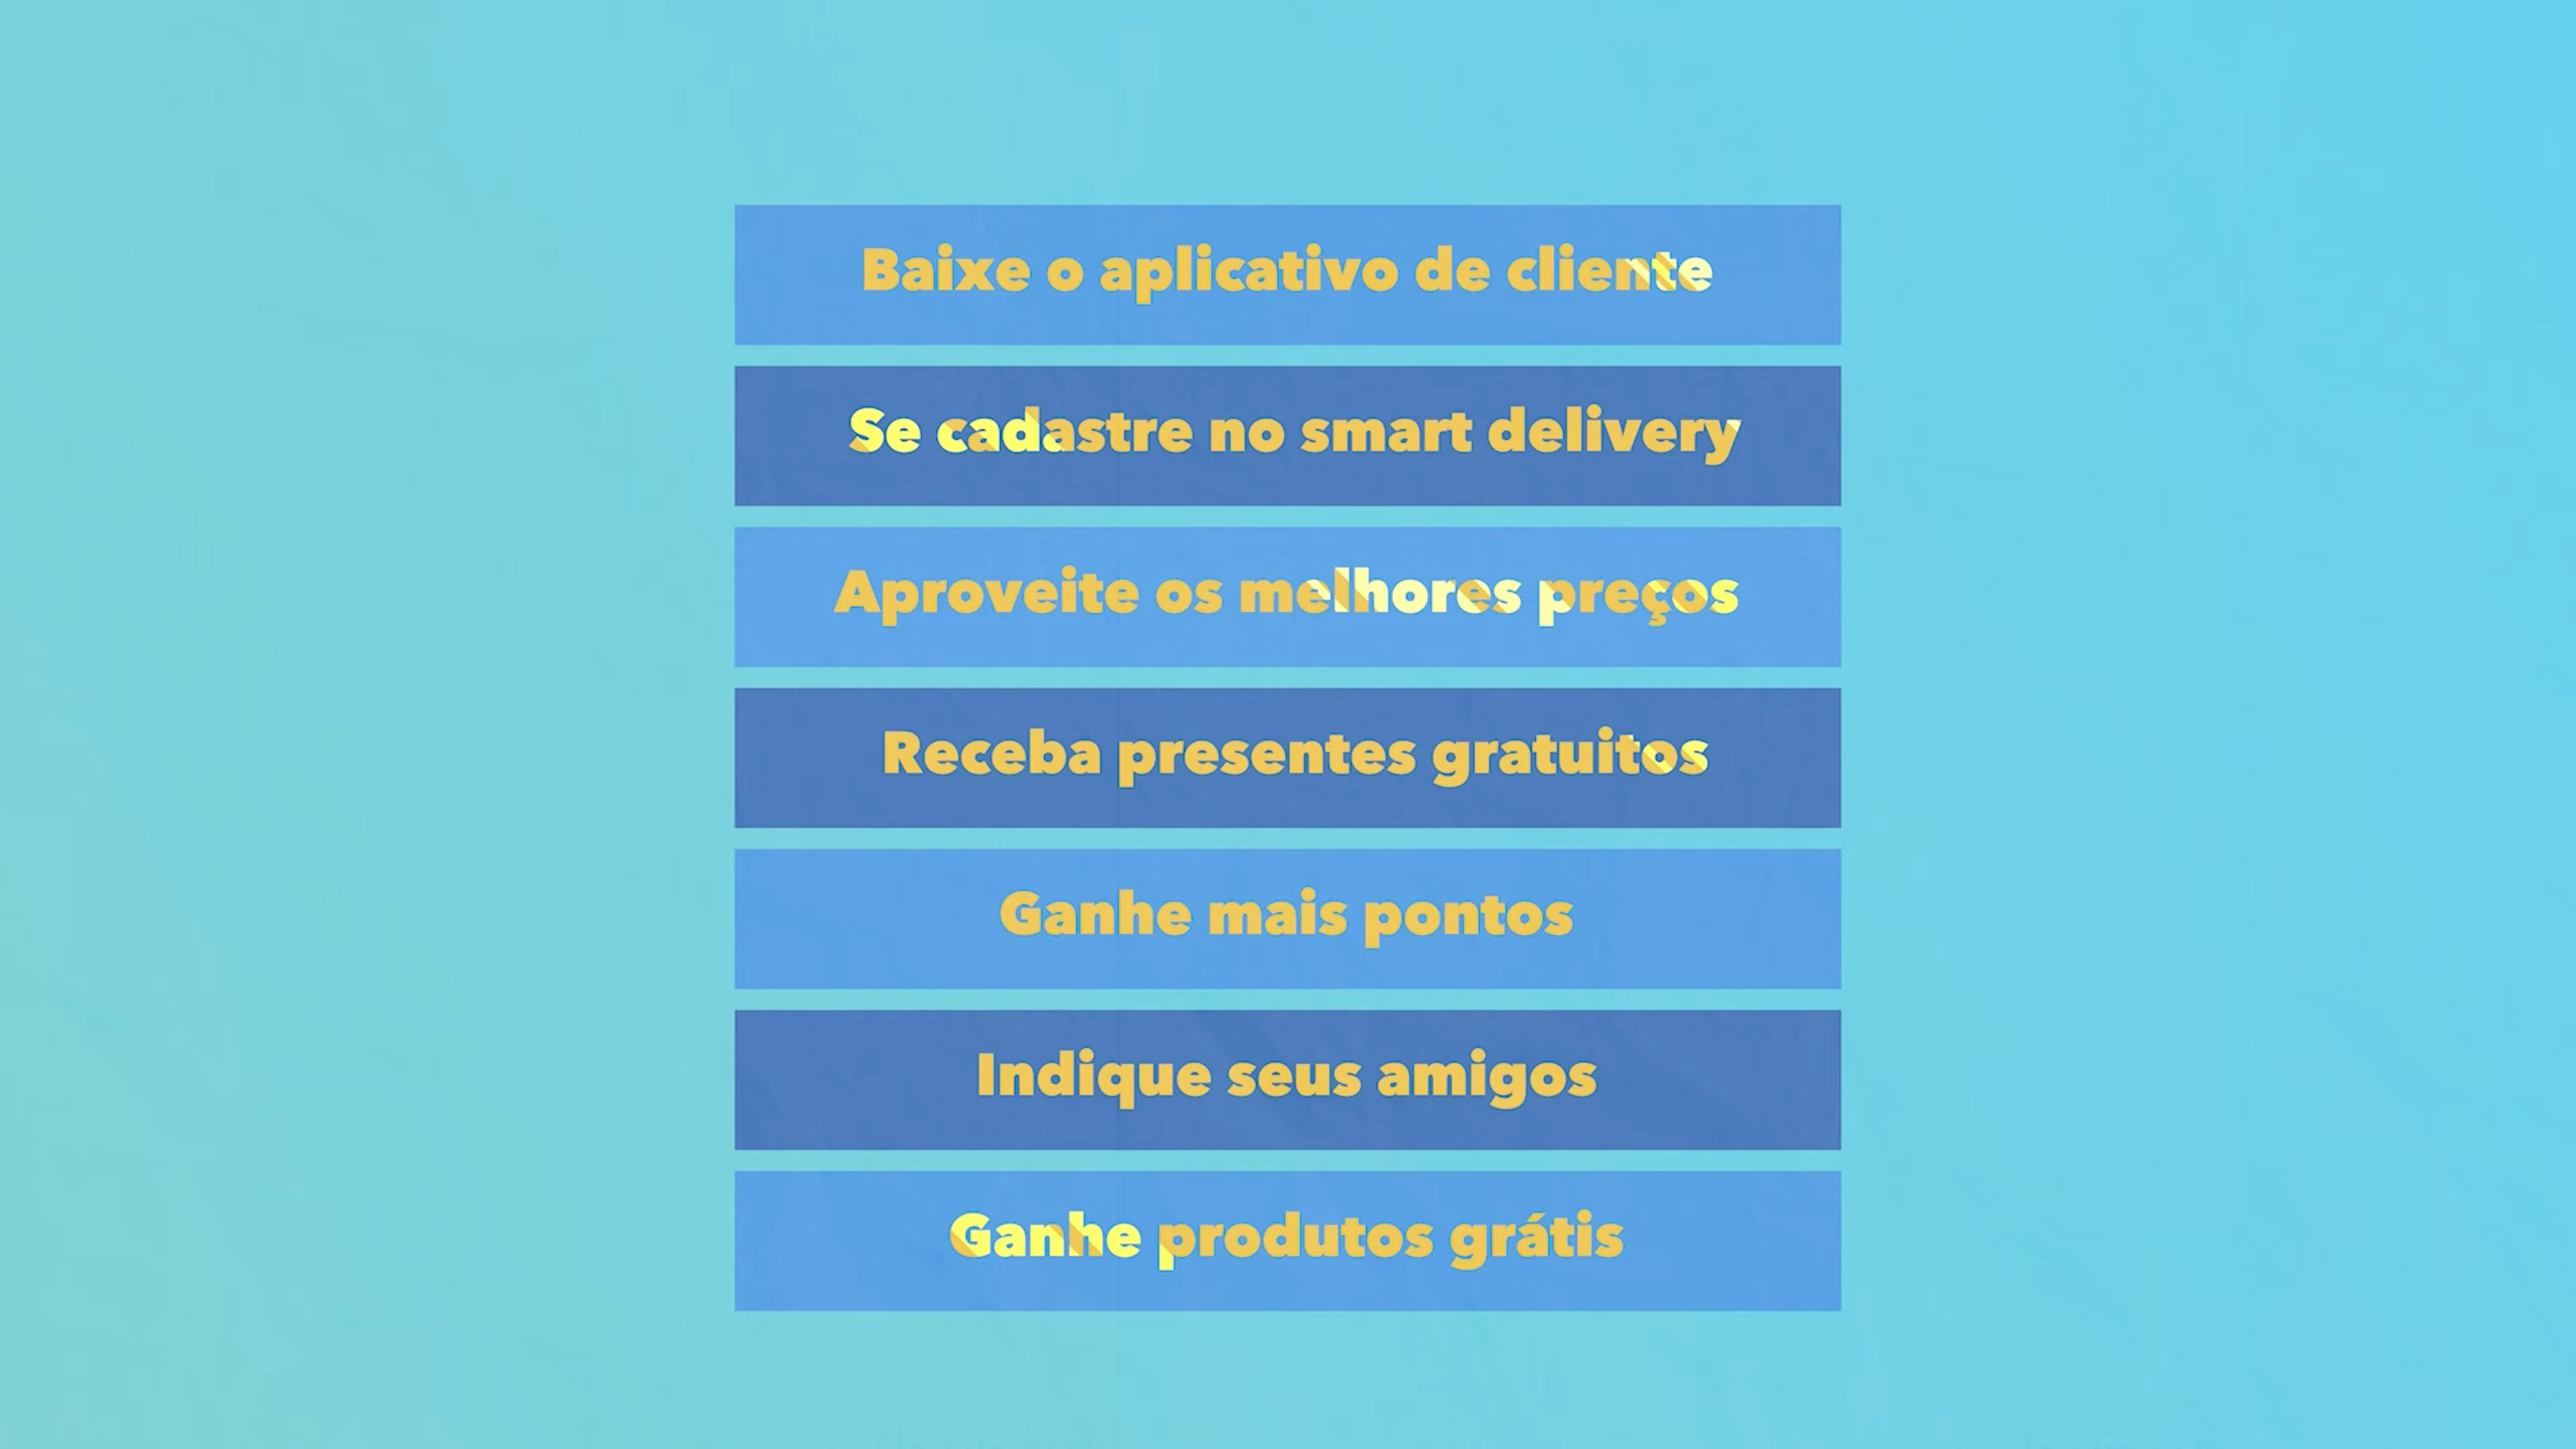 Baixe o aplicativo de cliente
Se cadastre no smart delivery
Aproveite os melhores preços
Receba presentes gratuitos
Ganhe mais pontos
Indique seus amigos
Ganhe produtos grátis